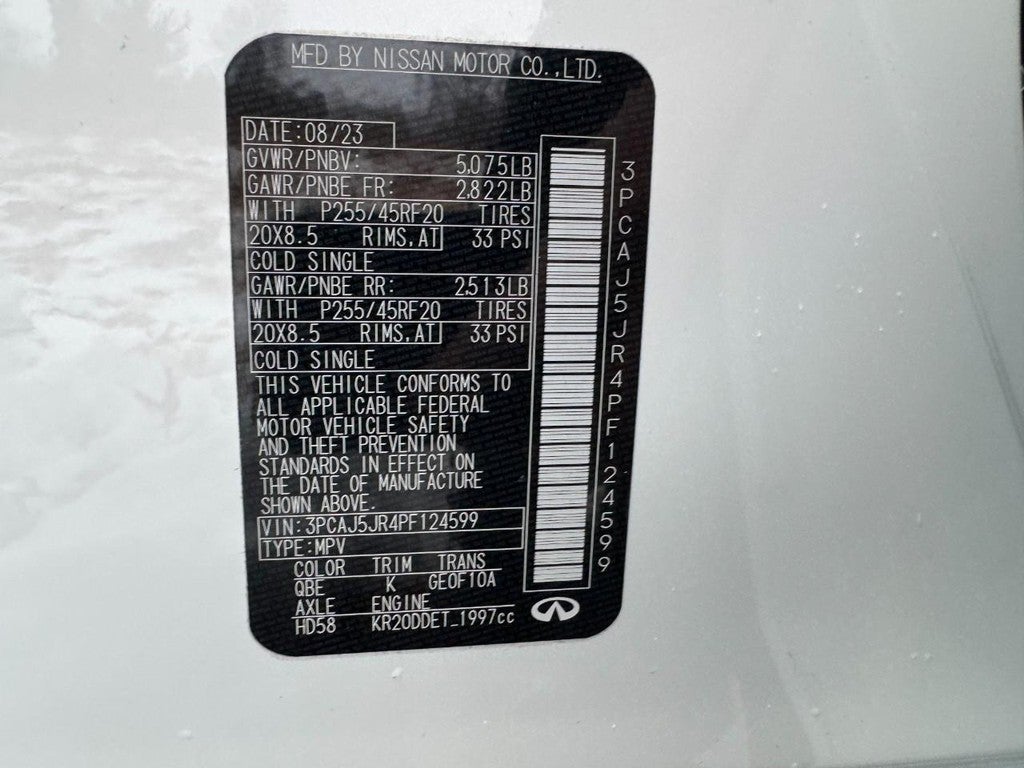 MFD BY NISSAN MOTOR CO.,LTD.
DATE:08/23
GVWR/PNBV: 5,075LB
GAWR/PNBE FR: 2,822LB
WITH P255/45RF20 TIRES
20X8.5 RIMS,AT 33 PSI
COLD SINGLE
GAWR/PNBE RR: 2,513LB
WITH P255/45RF20 TIRES
20X8.5 RIMS,AT 33 PSI
COLD SINGLE
THIS VEHICLE CONFORMS TO
ALL APPLICABLE FEDERAL
MOTOR VEHICLE SAFETY
AND THEFT PREVENTION
STANDARDS IN EFFECT ON
THE DATE OF MANUFACTURE
SHOWN ABOVE.
VIN:3PCAJ5JR4PF124599
TYPE:MPV
COLOR TRIM TRANS
QBE K GE0F10A
AXLE ENGINE
HD58 KR20DDET_1997cc
3PCAJ5JR4PF124599